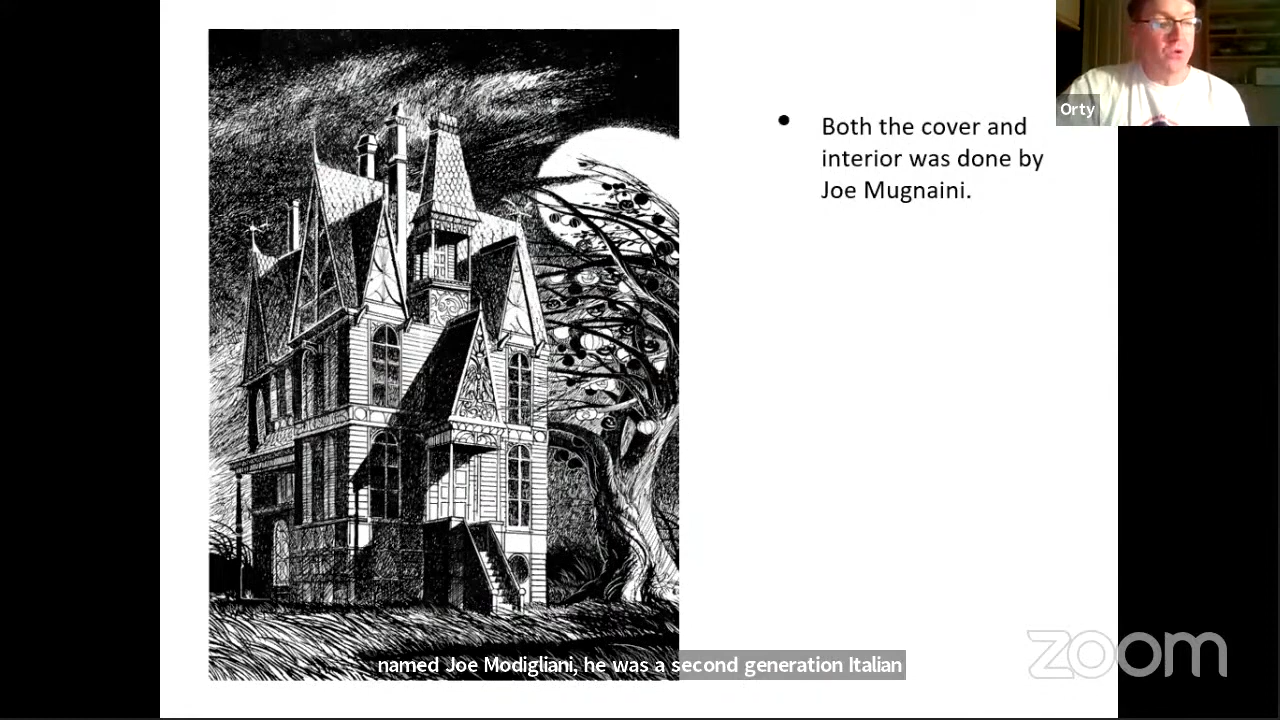 Orty
Both the cover and
interior was done by
Joe Mugnaini.
named Joe Modigliani, he was a second generation Italian
zoom